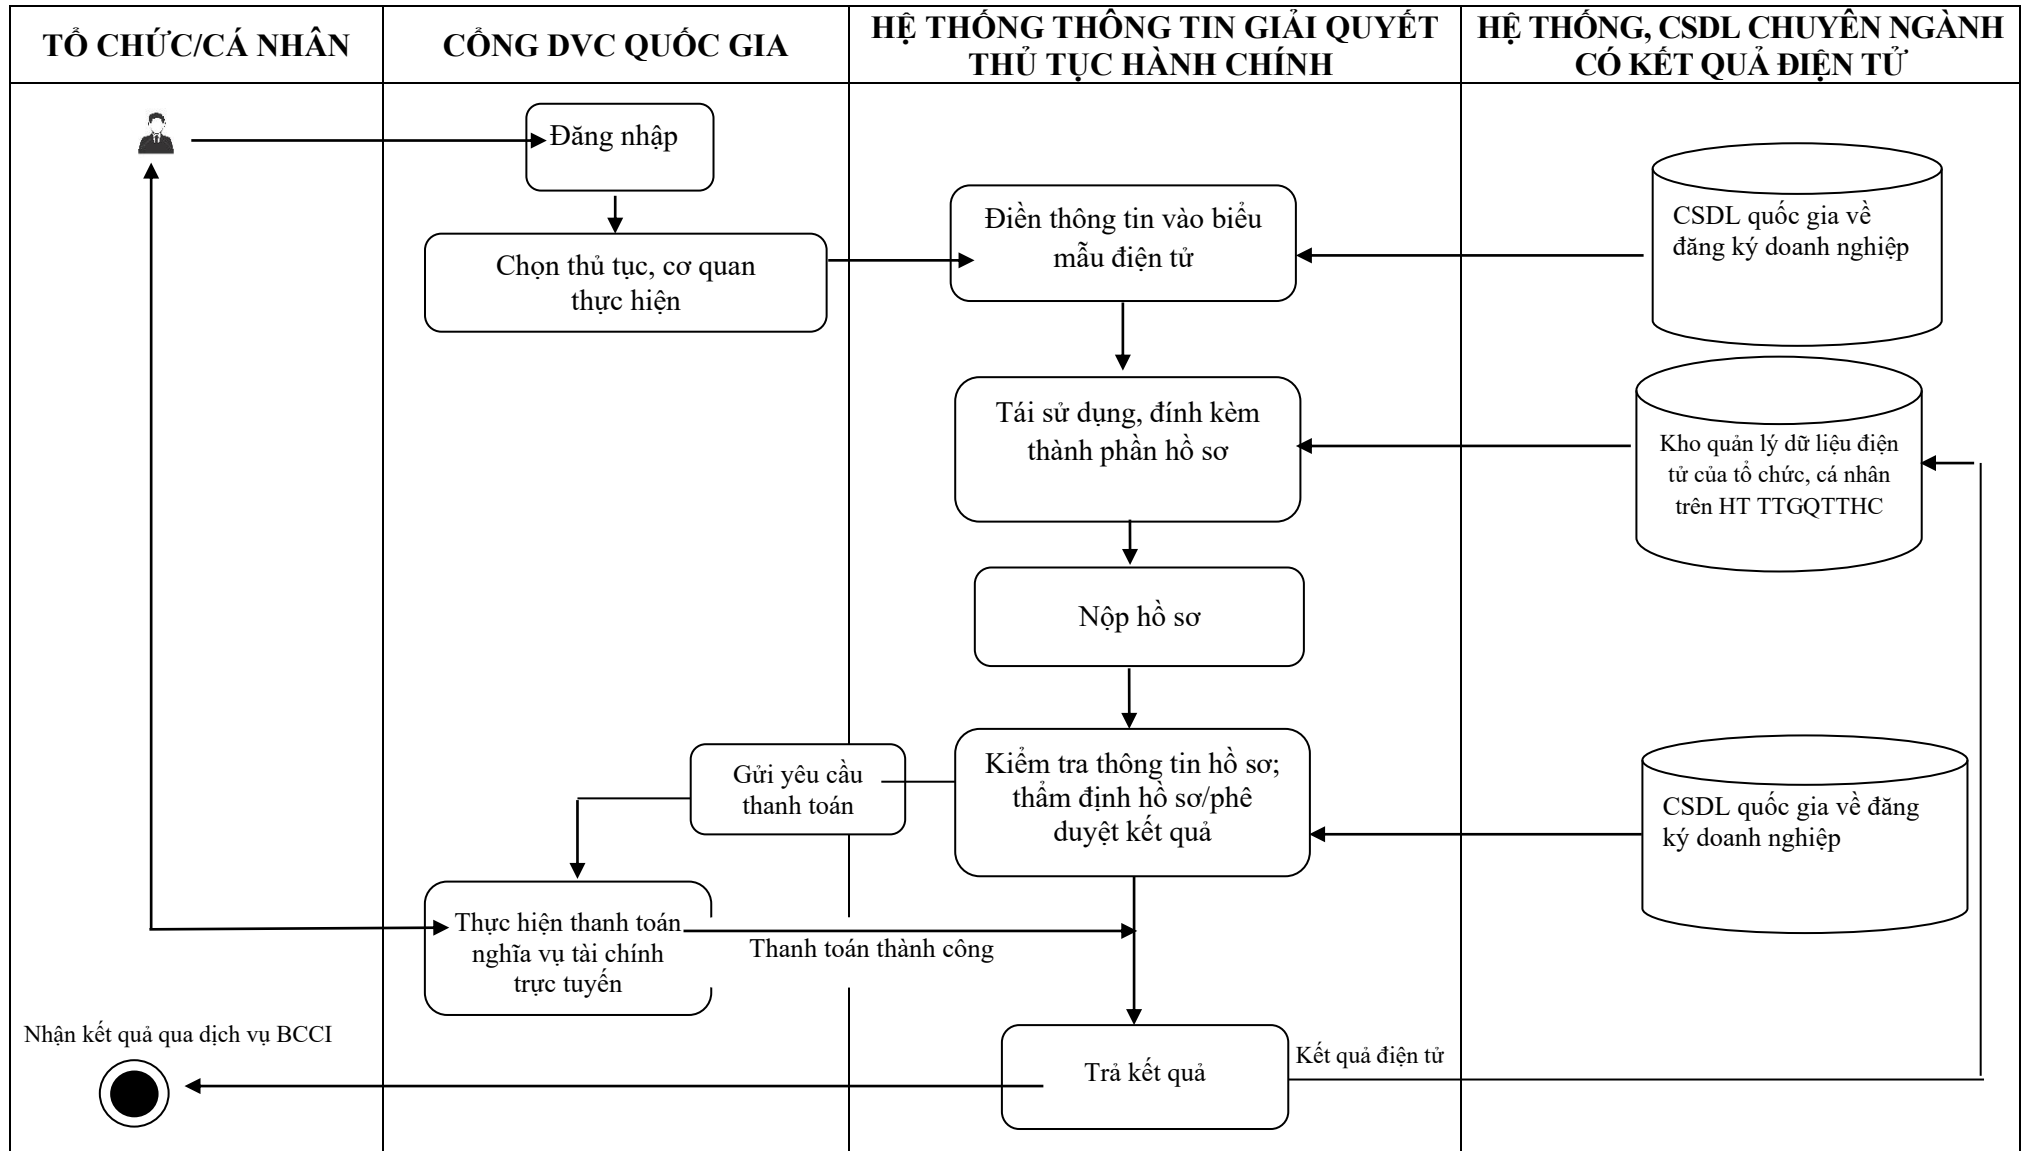 TỔ CHỨC/CÁ NHÂN
CỔNG DVC QUỐC GIA
HỆ THỐNG THÔNG TIN GIẢI QUYẾT
THỦ TỤC HÀNH CHÍNH
HỆ THỐNG, CSDL CHUYÊN NGÀNH
CÓ KẾT QUẢ ĐIỆN TỬ
Đăng nhập
Chọn thủ tục, cơ quan
thực hiện
Điền thông tin vào biểu
mẫu điện tử
CSDL quốc gia về
đăng ký doanh nghiệp
Tái sử dụng, đính kèm
thành phần hồ sơ
Kho quản lý dữ liệu điện
tử của tổ chức, cá nhân
trên HT TTGQTTHC
Nộp hồ sơ
Kiểm tra thông tin hồ sơ;
thẩm định hồ sơ/phê
duyệt kết quả
Gửi yêu cầu
thanh toán
CSDL quốc gia về đăng
ký doanh nghiệp
Thực hiện thanh toán
nghĩa vụ tài chính
trực tuyến
Thanh toán thành công
Nhận kết quả qua dịch vụ BCCI
Trả kết quả
Kết quả điện tử